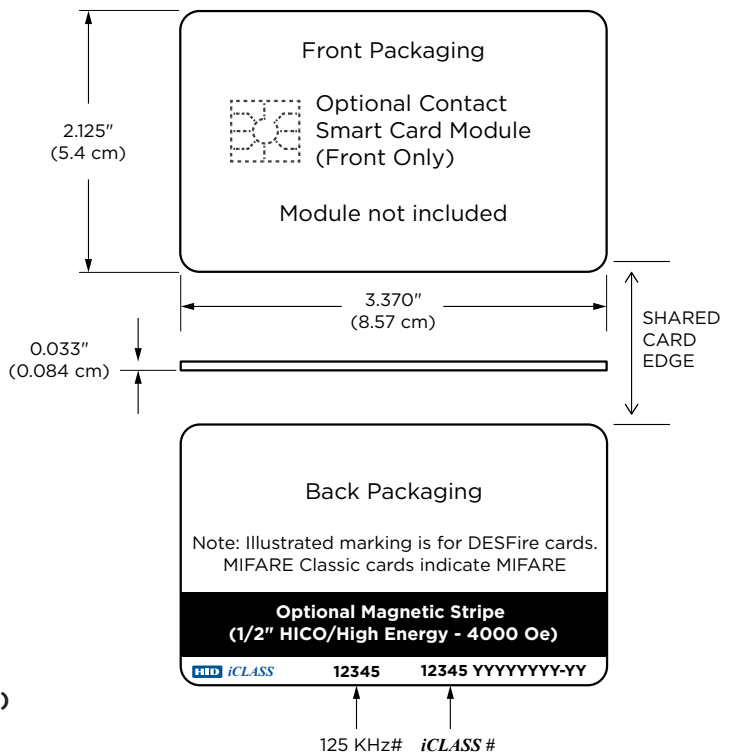 Front Packaging
2.125"
(5.4 cm)
Optional Contact
Smart Card Module
(Front Only)
Module not included
3.370"
(8.57 cm)
SHARED
CARD
EDGE
0.033"
(0.084 cm)
Back Packaging
Note: Illustrated marking is for DESFire cards.
MIFARE Classic cards indicate MIFARE
Optional Magnetic Stripe
(1/2" HICO/High Energy - 4000 Oe)
HID iCLASS 12345 12345 YYYYYYYY-YY
)
125 KHz# iCLASS #